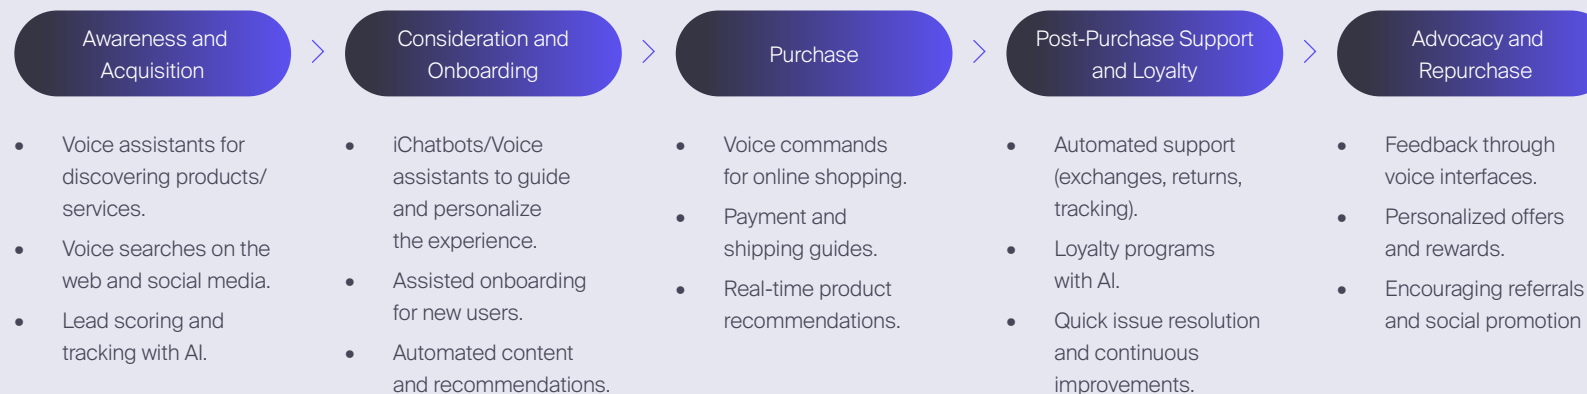 Awareness and
Acquisition
Consideration and
Onboarding
Purchase
Post-Purchase Support
and Loyalty
Advocacy and
Repurchase
• Voice assistants for
discovering products/
services.
• Voice searches on the
web and social media.
• Lead scoring and
tracking with AI.
• iChatbots/Voice
assistants to guide
and personalize
the experience.
• Assisted onboarding
for new users.
• Automated content
and recommendations.
• Voice commands
for online shopping.
• Payment and
shipping guides.
• Real-time product
recommendations.
• Automated support
(exchanges, returns,
tracking).
• Loyalty programs
with AI.
• Quick issue resolution
and continuous
improvements.
• Feedback through
voice interfaces.
• Personalized offers
and rewards.
• Encouraging referrals
and social promotion